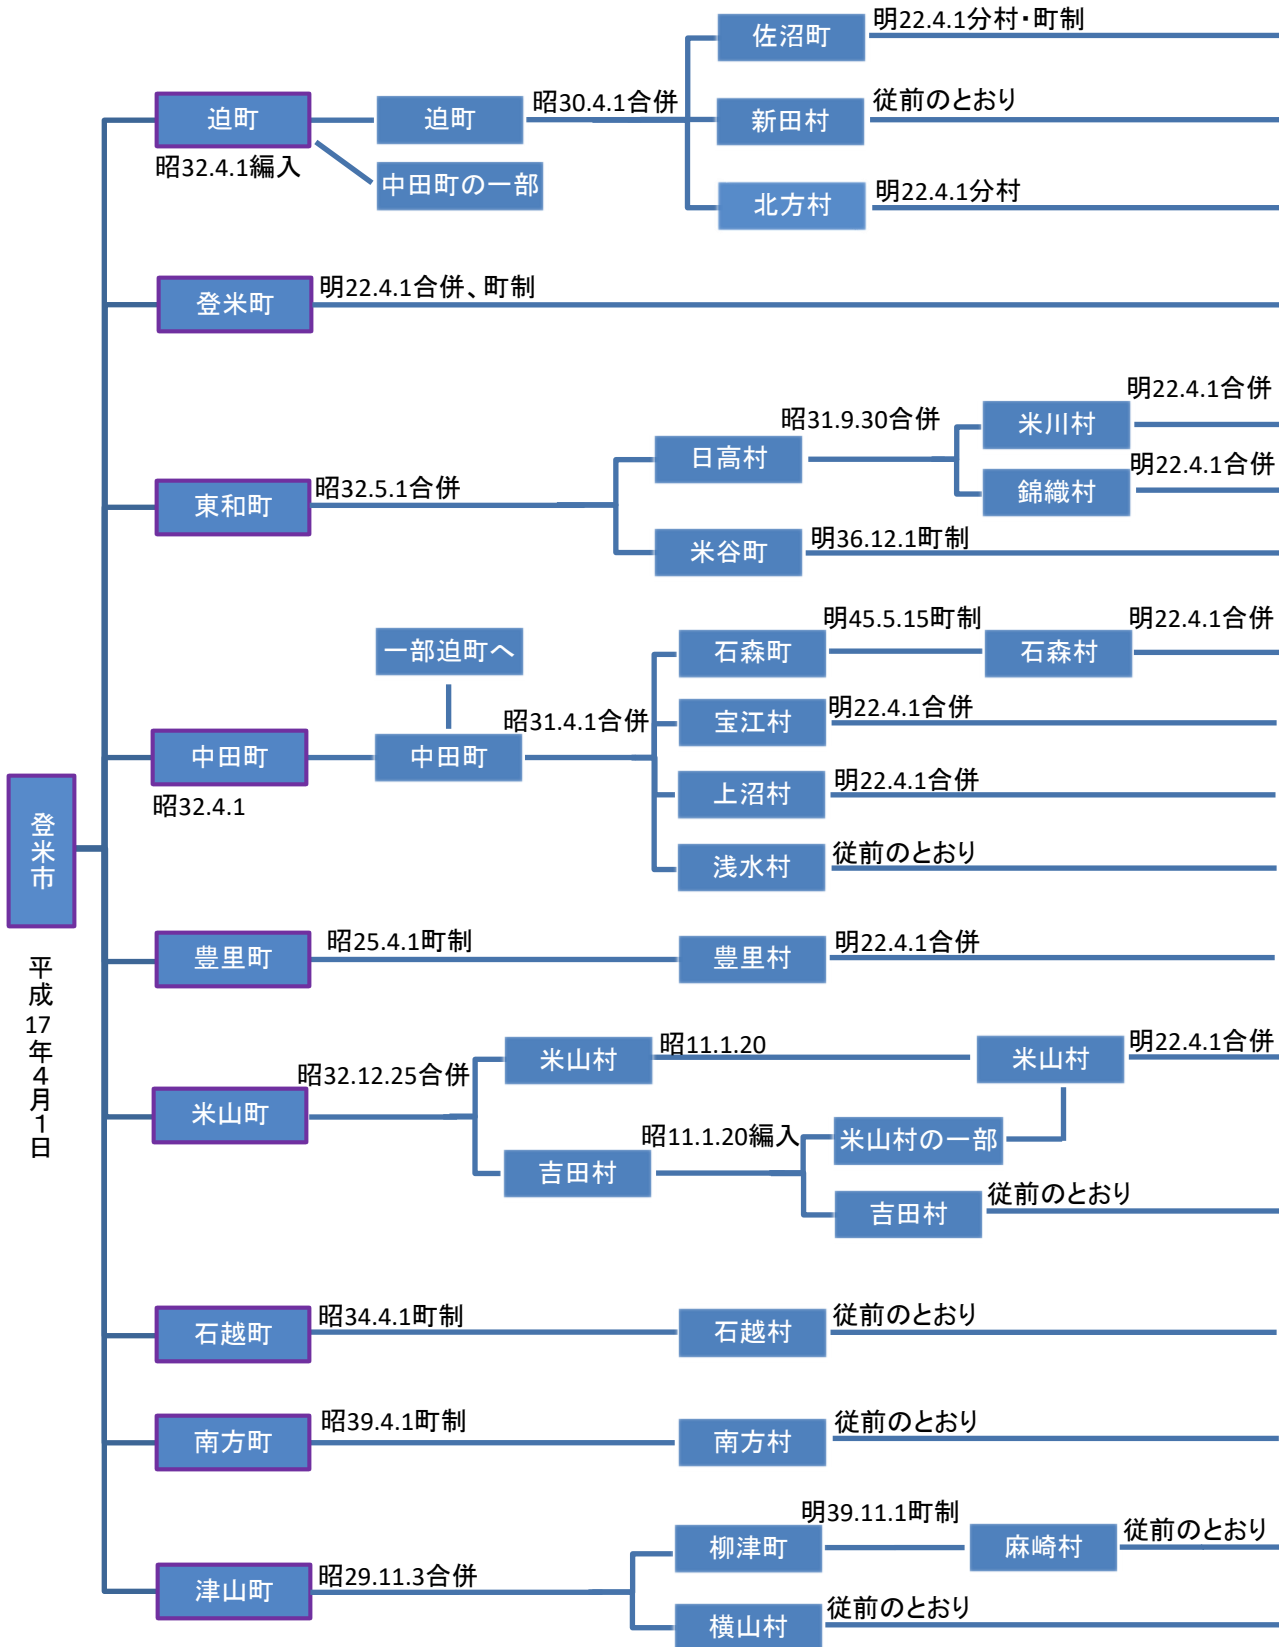 登米市
平成17年4月1日
迫町
昭32.4.1編入
迫町
中田町の一部
昭30.4.1合併
佐沼町
明22.4.1分村・町制
新田村
従前のとおり
北方村
明22.4.1分村
登米町
明22.4.1合併、町制
東和町
昭32.5.1合併
日高村
昭31.9.30合併
米川村
明22.4.1合併
錦織村
明22.4.1合併
米谷町
明36.12.1町制
中田町
昭32.4.1
一部迫町へ
中田町
昭31.4.1合併
石森町
明45.5.15町制
石森村
明22.4.1合併
宝江村
明22.4.1合併
上沼村
明22.4.1合併
浅水村
従前のとおり
豊里町
昭25.4.1町制
豊里村
明22.4.1合併
米山町
昭32.12.25合併
米山村
昭11.1.20
米山村
明22.4.1合併
吉田村
昭11.1.20編入
米山村の一部
吉田村
従前のとおり
石越町
昭34.4.1町制
石越村
従前のとおり
南方町
昭39.4.1町制
南方村
従前のとおり
津山町
昭29.11.3合併
柳津町
明39.11.1町制
麻崎村
従前のとおり
横山村
従前のとおり